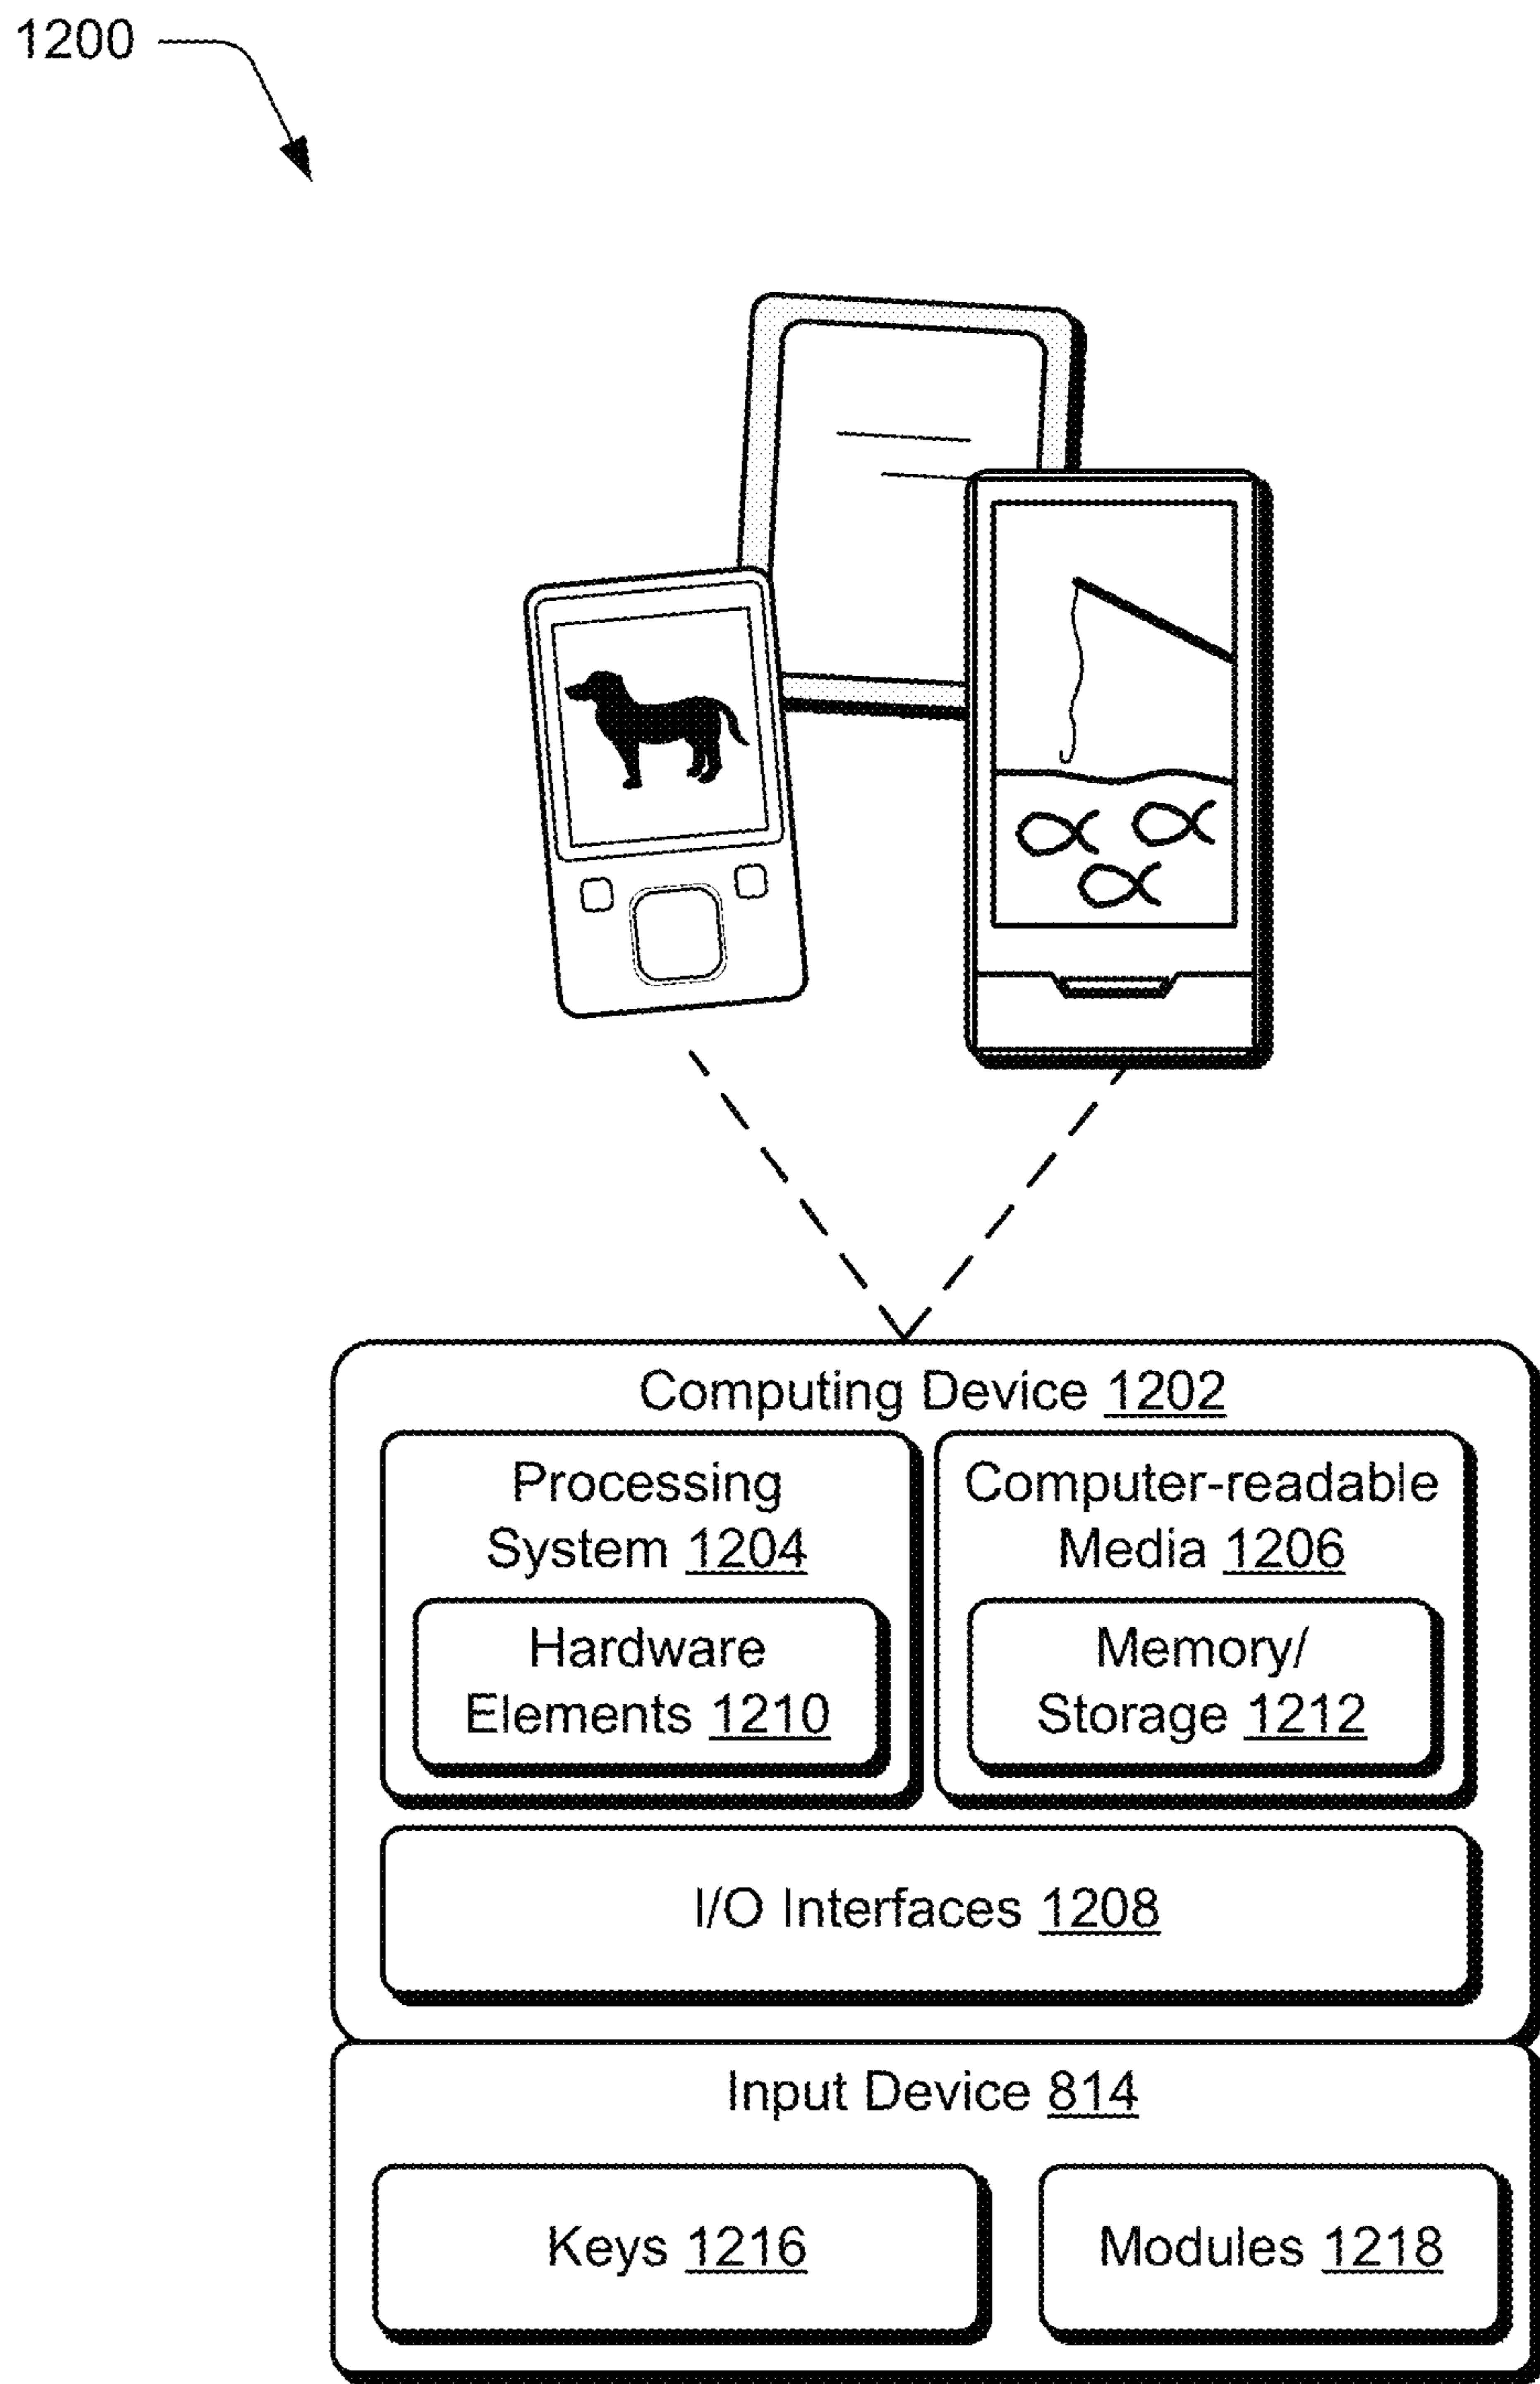 1200
Computing Device 1202
Processing
System 1204
Hardware
Elements 1210
Computer-readable
Media 1206
Memory/
Storage 1212
I/O Interfaces 1208
Input Device 814
Keys 1216
Modules 1218